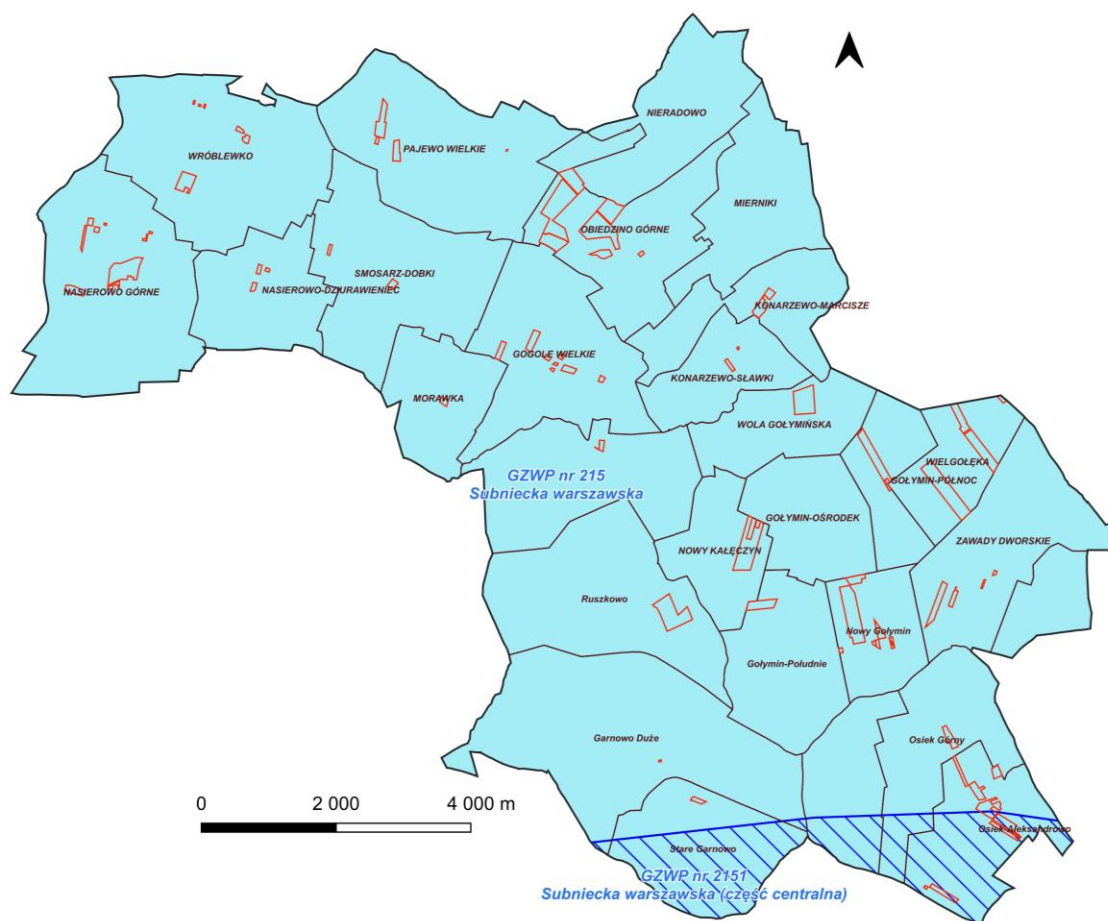 NIERADOWO
PAJEWO WIELKIE
WRÓBLEWKO
MIERNIKI
OBIEDZINO GÓRNE
SMOSARZ-DOBKI
NASIEROWO GÓRNE
NASIEROWO-DZIURAWIENIEC
KONARZEWO-MARCISZE
GOGOLE WIELKIE
KONARZEWO-SŁAWKI
MORAWKA
WOLA GOŁYMIŃSKA
WIELGOŁĘKA
GZWP nr 215
Subniecka warszawska
GOŁYMIN-PÓŁNOC
GOŁYMIN-OŚRODEK
ZAWADY DWORSKIE
NOWY KAŁĘCZYN
Ruszkowo
Nowy Gołymin
Gołymin-Południe
Garnowo Duże
Osiek Górny
0 2 000 4 000 m
Osiek-Aleksandrowo
Stare Garnowo
GZWP nr 2151
Subniecka warszawska (część centralna)